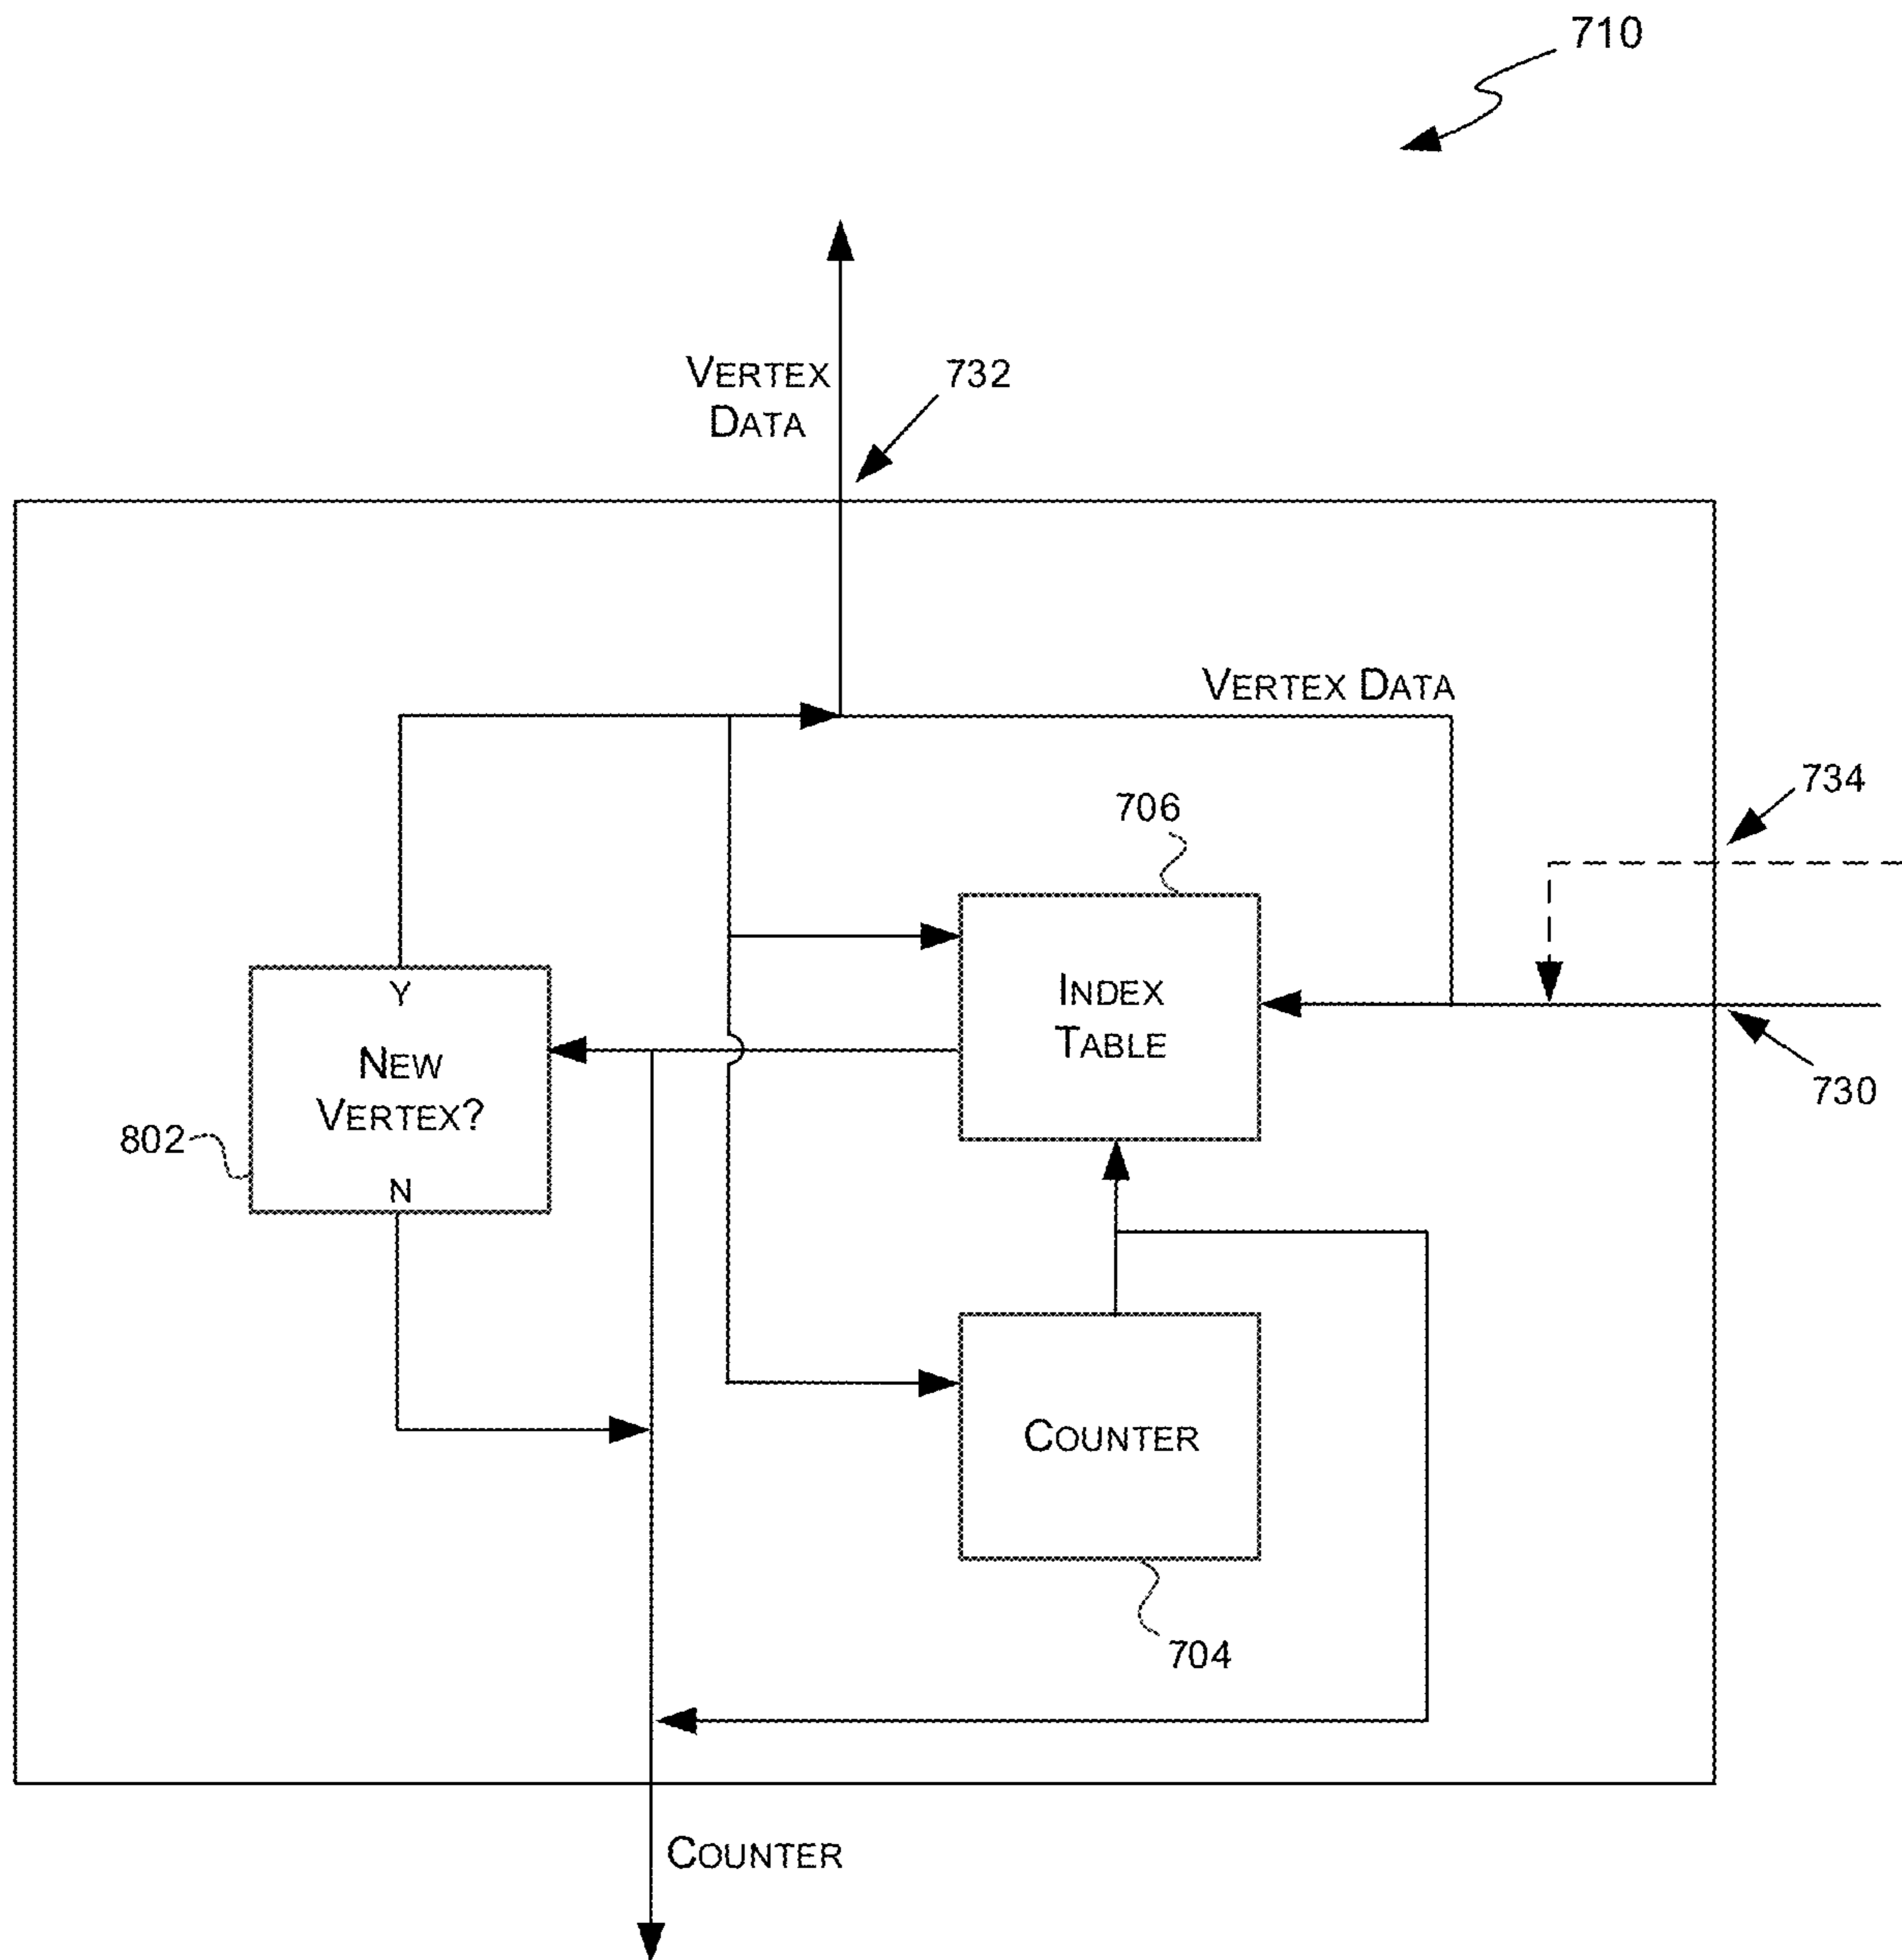 710
VERTEX
DATA
732
VERTEX DATA
734
706
Y
INDEX
TABLE
NEW
VERTEX?
730
802
N
COUNTER
704
COUNTER